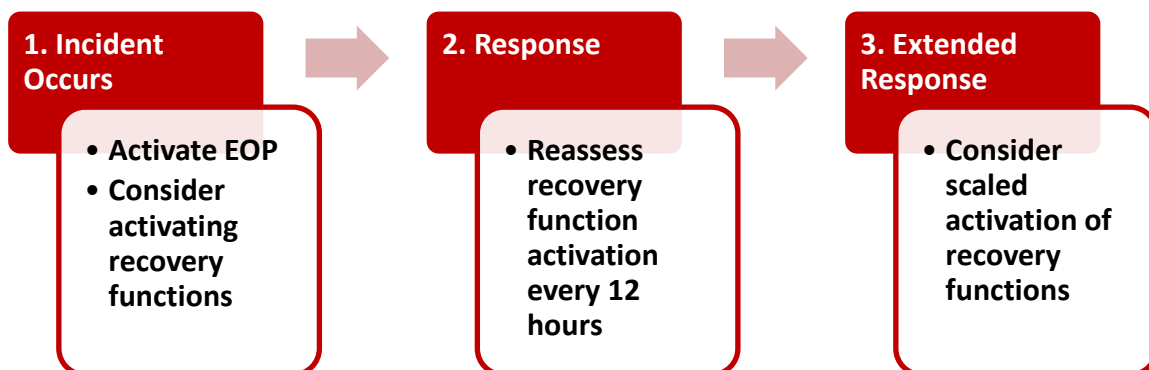 1. Incident
Occurs
• Activate EOP
• Consider
activating
recovery
functions
2. Response
• Reassess
recovery
function
activation
every 12
hours
3. Extended
Response
• Consider
scaled
activation of
recovery
functions